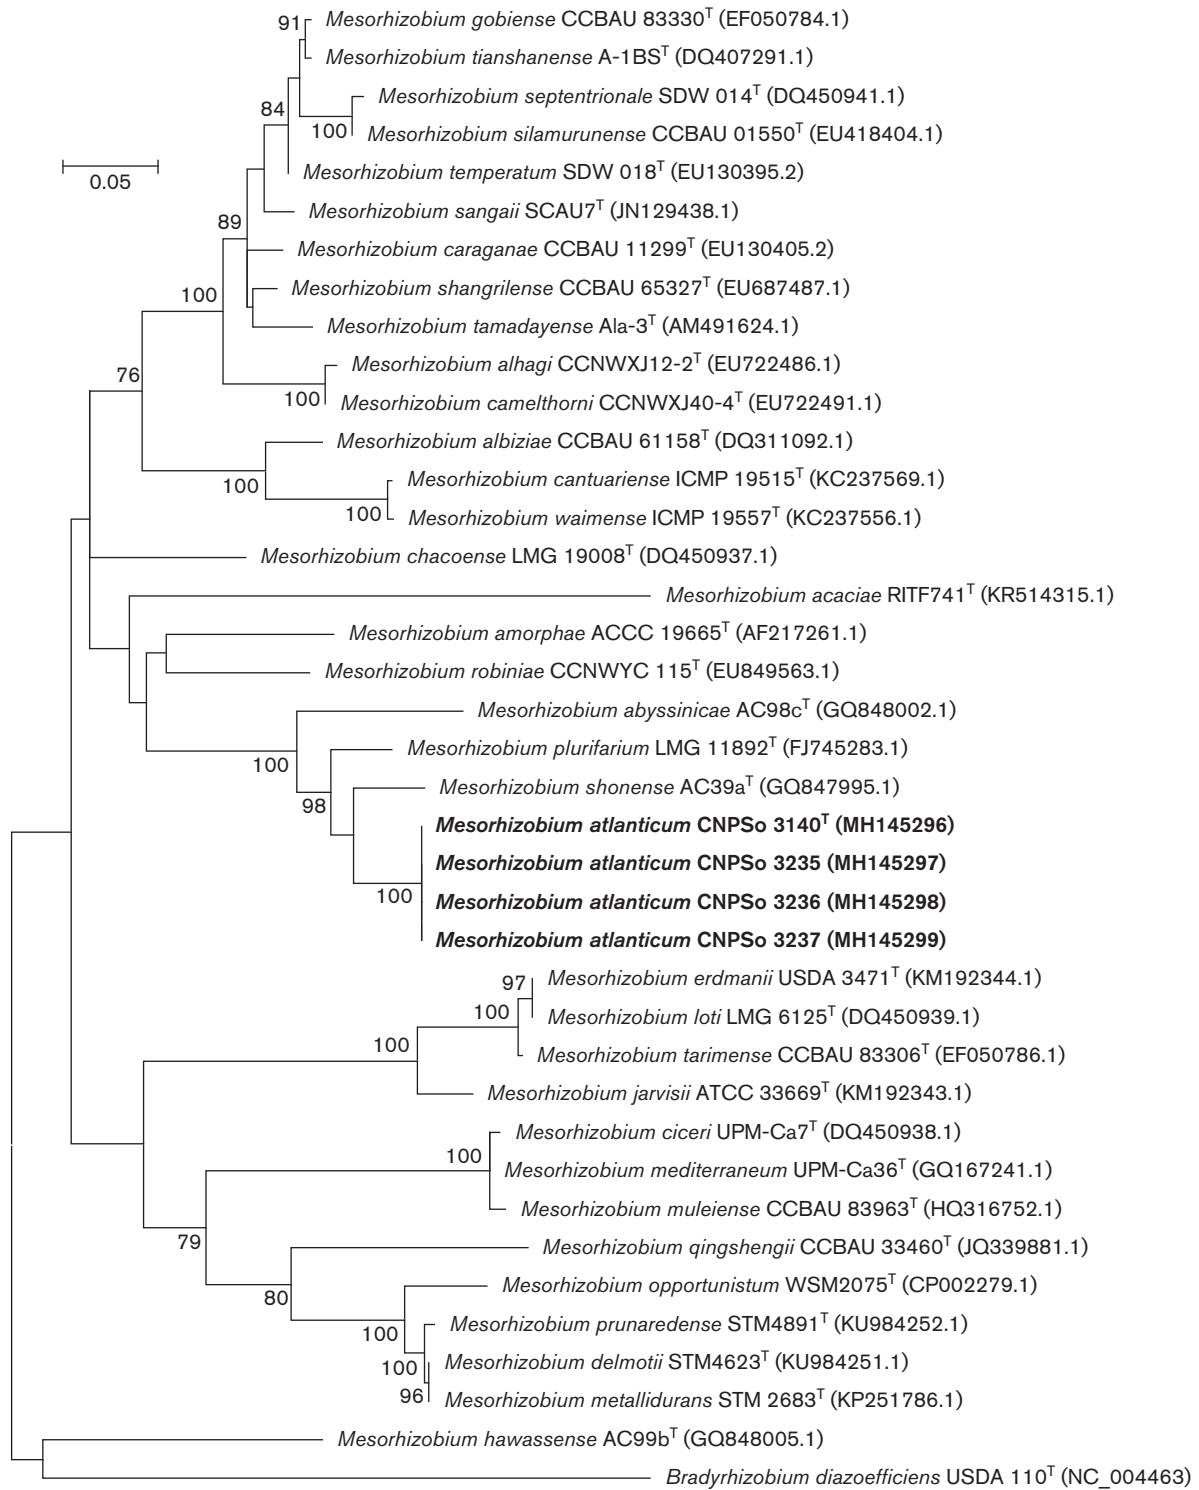 91 Mesorhizobium gobiense CCBAU 83330ᵀ (EF050784.1)
Mesorhizobium tianshanense A-1BSᵀ (DQ407291.1)
Mesorhizobium septentrionale SDW 014ᵀ (DQ450941.1)
84
100 Mesorhizobium silamurunense CCBAU 01550ᵀ (EU418404.1)
Mesorhizobium temperatum SDW 018ᵀ (EU130395.2)
0.05
Mesorhizobium sangaii SCAU7ᵀ (JN129438.1)
89
Mesorhizobium caraganae CCBAU 11299ᵀ (EU130405.2)
Mesorhizobium shangrilense CCBAU 65327ᵀ (EU687487.1)
100
Mesorhizobium tamadayense Ala-3ᵀ (AM491624.1)
Mesorhizobium alhagi CCNWXJ12-2ᵀ (EU722486.1)
76
100 Mesorhizobium camelthorni CCNWXJ40-4ᵀ (EU722491.1)
Mesorhizobium albiziae CCBAU 61158ᵀ (DQ311092.1)
100 Mesorhizobium cantuariense ICMP 19515ᵀ (KC237569.1)
100 Mesorhizobium waimense ICMP 19557ᵀ (KC237556.1)
Mesorhizobium chacoense LMG 19008ᵀ (DQ450937.1)
Mesorhizobium acaciae RITF741ᵀ (KR514315.1)
Mesorhizobium amorphae ACCC 19665ᵀ (AF217261.1)
Mesorhizobium robiniae CCNWYC 115ᵀ (EU849563.1)
Mesorhizobium abyssinicae AC98cᵀ (GQ848002.1)
Mesorhizobium plurifarium LMG 11892ᵀ (FJ745283.1)
100
Mesorhizobium shonense AC39aᵀ (GQ847995.1)
98
Mesorhizobium atlanticum CNPSo 3140ᵀ (MH145296)
Mesorhizobium atlanticum CNPSo 3235 (MH145297)
100
Mesorhizobium atlanticum CNPSo 3236 (MH145298)
Mesorhizobium atlanticum CNPSo 3237 (MH145299)
97 Mesorhizobium erdmanii USDA 3471ᵀ (KM192344.1)
100 Mesorhizobium loti LMG 6125ᵀ (DQ450939.1)
100
Mesorhizobium tarimense CCBAU 83306ᵀ (EF050786.1)
Mesorhizobium jarvisii ATCC 33669ᵀ (KM192343.1)
Mesorhizobium ciceri UPM-Ca7ᵀ (DQ450938.1)
100
Mesorhizobium mediterraneum UPM-Ca36ᵀ (GQ167241.1)
Mesorhizobium muleiense CCBAU 83963ᵀ (HQ316752.1)
79
Mesorhizobium qingshengii CCBAU 33460ᵀ (JQ339881.1)
Mesorhizobium opportunistum WSM2075ᵀ (CP002279.1)
80
Mesorhizobium prunaredense STM4891ᵀ (KU984252.1)
100
Mesorhizobium delmotii STM4623ᵀ (KU984251.1)
100
96 Mesorhizobium metallidurans STM 2683ᵀ (KP251786.1)
Mesorhizobium hawassense AC99bᵀ (GQ848005.1)
Bradyrhizobium diazoefficiens USDA 110ᵀ (NC_004463)